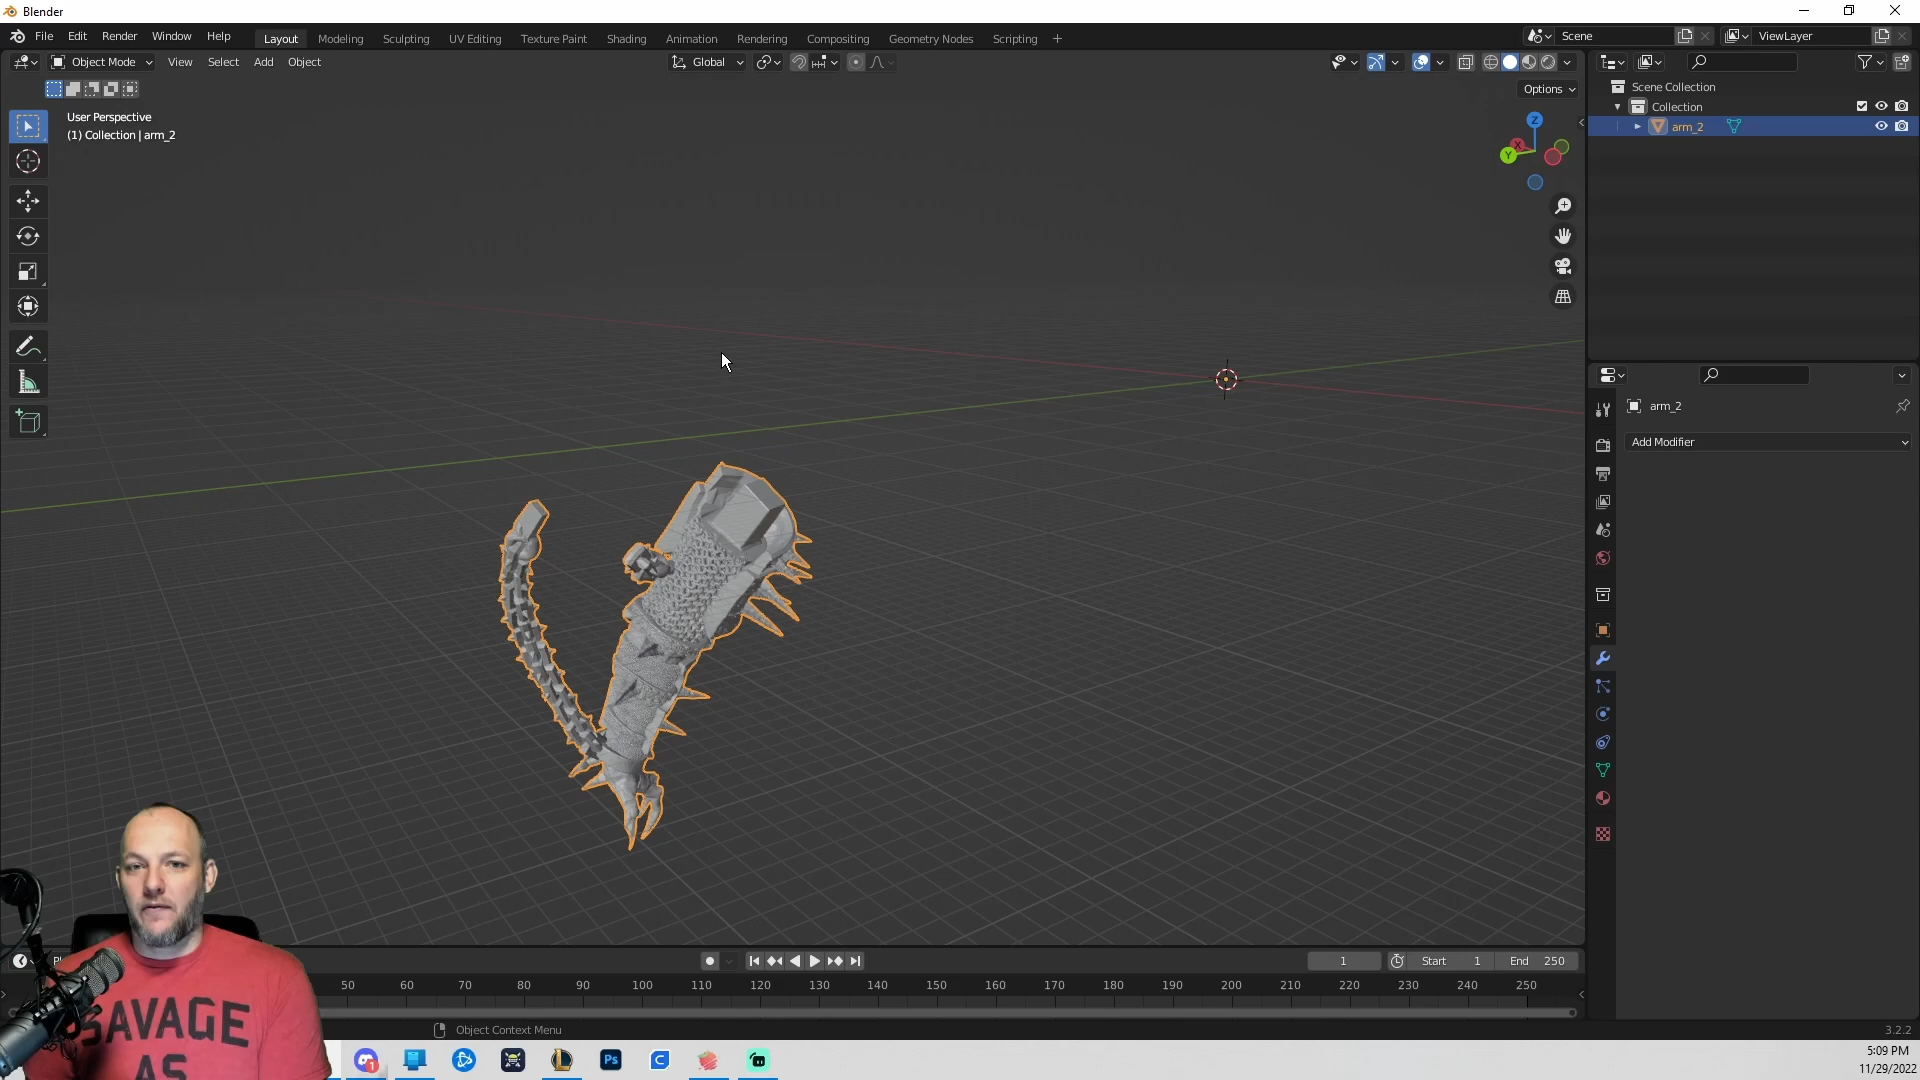 Blender
File Edit Render Window Help
Layout Modeling Sculpting UV Editing Texture Paint Shading Animation Rendering Compositing Geometry Nodes Scripting +
Scene
ViewLayer
Object Mode View Select Add Object
Global
Options
User Perspective
(1) Collection | arm_2
Z
X
Y
Scene Collection
Collection
arm_2
arm_2
Add Modifier
1
Start 1
End 250
50 60 70 80 90 100 110 120 130 140 150 160 170 180 190 200 210 220 230 240 250
Object Context Menu
3.2.2
SAVAGE
AS
1
Ps
C
5:09 PM
11/29/2022